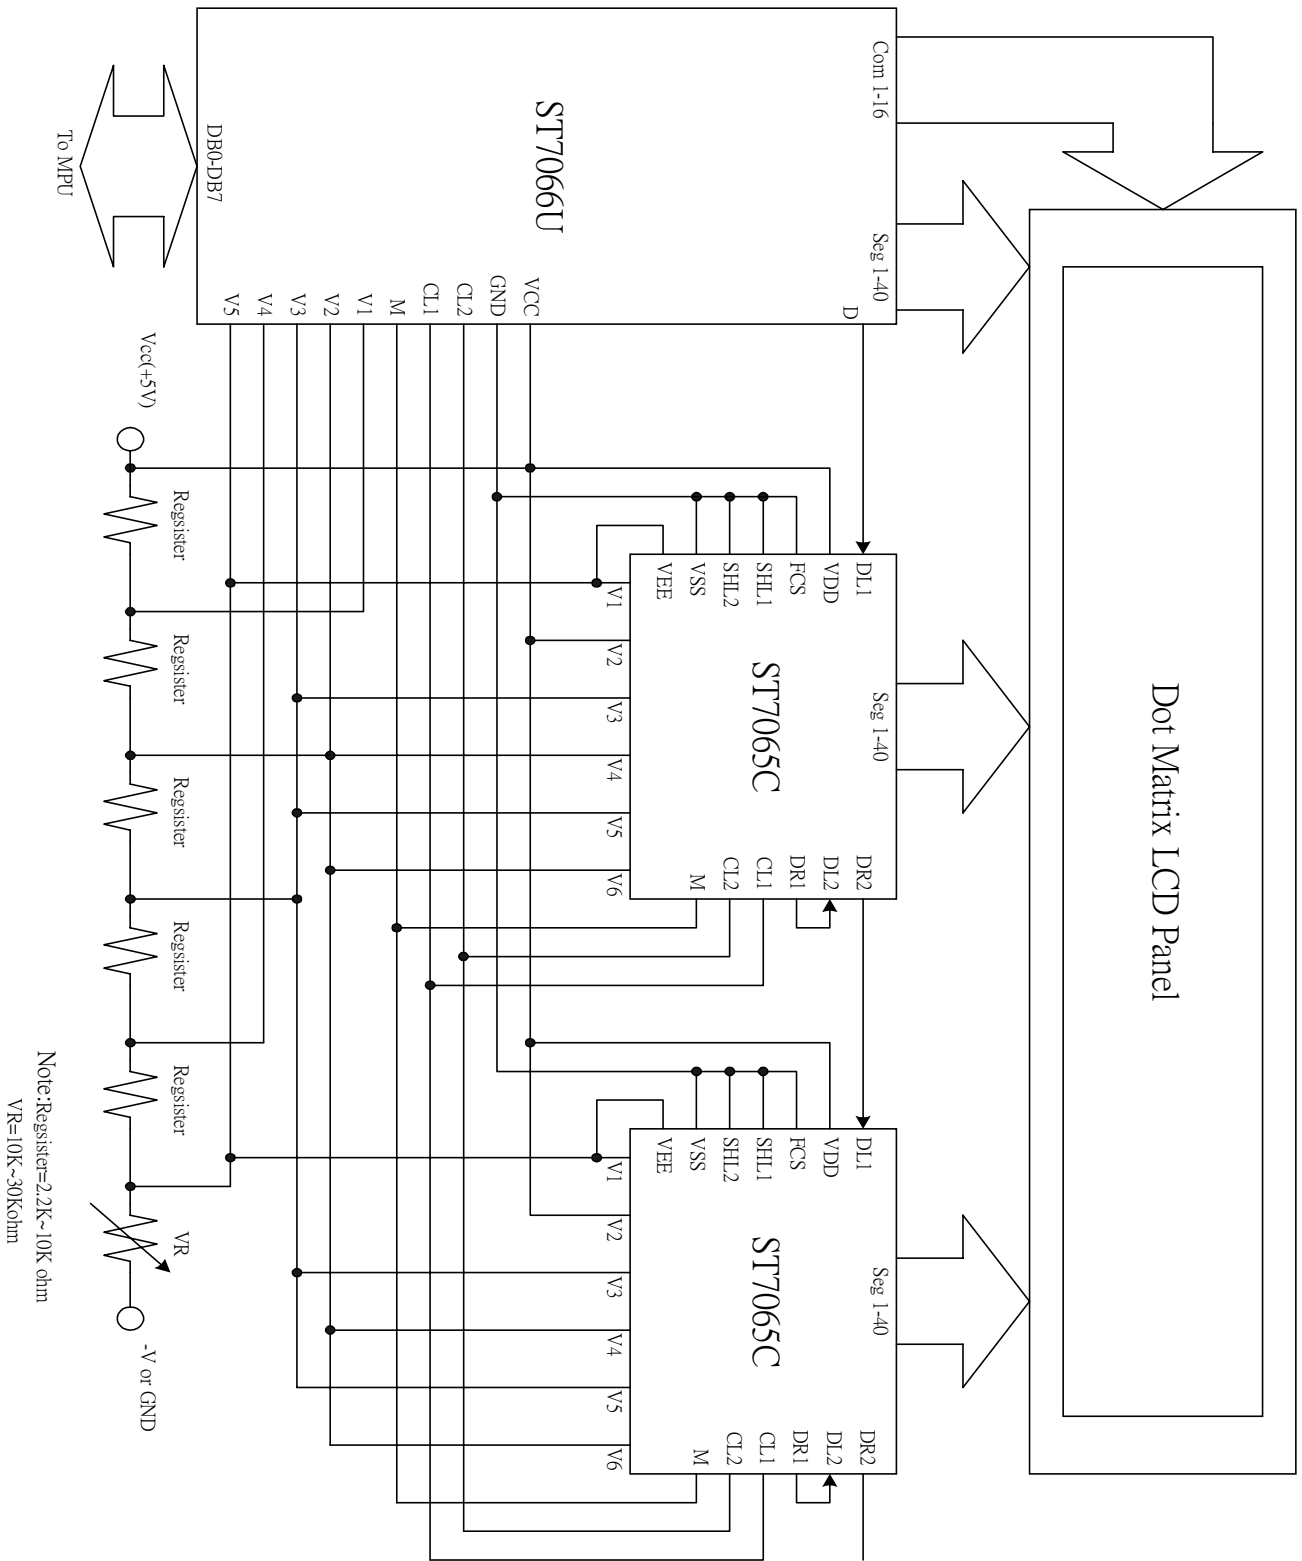 Dot Matrix LCD Panel
Com 1-16
Seg 1-40
Seg 1-40
Seg 1-40
ST7066U
D
DB0-DB7
To MPU
VCC
GND
CL2
CL1
M
V1
V2
V3
V4
V5
ST7065C
DL1
VDD
FCS
SHL1
SHL2
VSS
VEE
V1
V2
V3
V4
V5
V6
DR2
DL2
DR1
CL1
CL2
M
ST7065C
DL1
VDD
FCS
SHL1
SHL2
VSS
VEE
V1
V2
V3
V4
V5
V6
DR2
DL2
DR1
CL1
CL2
M
Vcc(+5V)
Regsister
Regsister
Regsister
Regsister
Regsister
VR
-V or GND
Note:Regsister=2.2K~10K ohm
VR=10K~30Kohm